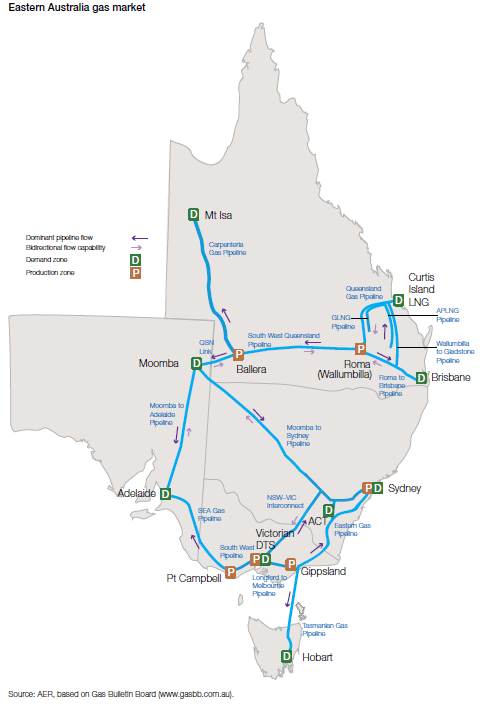 Eastern Australia gas market
D
Mt Isa
Dominant pipeline flow
Bidirectional flow capability
Demand zone
D
Production zone
P
Carpenteria
Gas Pipeline
Curtis
Island
LNG
D
Queensland
Gas Pipeline
GLNG
Pipeline
APLNG
Pipeline
South West Queensland
Pipeline
QSN
Link
Wallumbilla
to Gladstone
Pipeline
Moomba
D
P
Ballera
P
Roma
(Wallumbilla)
Roma to
Brisbane
Pipeline
D
Brisbane
Moomba to
Adelaide
Pipeline
Moomba to
Sydney
Pipeline
Adelaide
D
P
D
Sydney
NSW–VIC
Interconnect
D
ACT
SEA Gas
Pipeline
Eastern Gas
Pipeline
Victorian
DTS
South West
Pipeline
P
D
Pt Campbell
P
P
Gippsland
Longford to
Melbourne
Pipeline
Tasmanian Gas
Pipeline
D
Hobart
Source: AER, based on Gas Bulletin Board (www.gasbb.com.au).